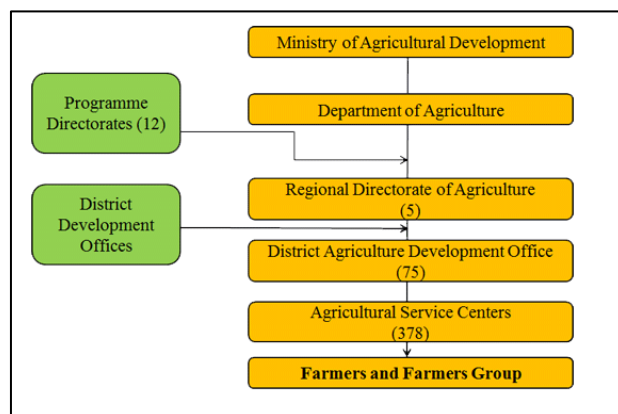 Ministry of Agricultural Development
Programme
Directorates (12)
Department of Agriculture
District
Development
Offices
Regional Directorate of Agriculture
(5)
District Agriculture Development Office
(75)
Agricultural Service Centers
(378)
Farmers and Farmers Group